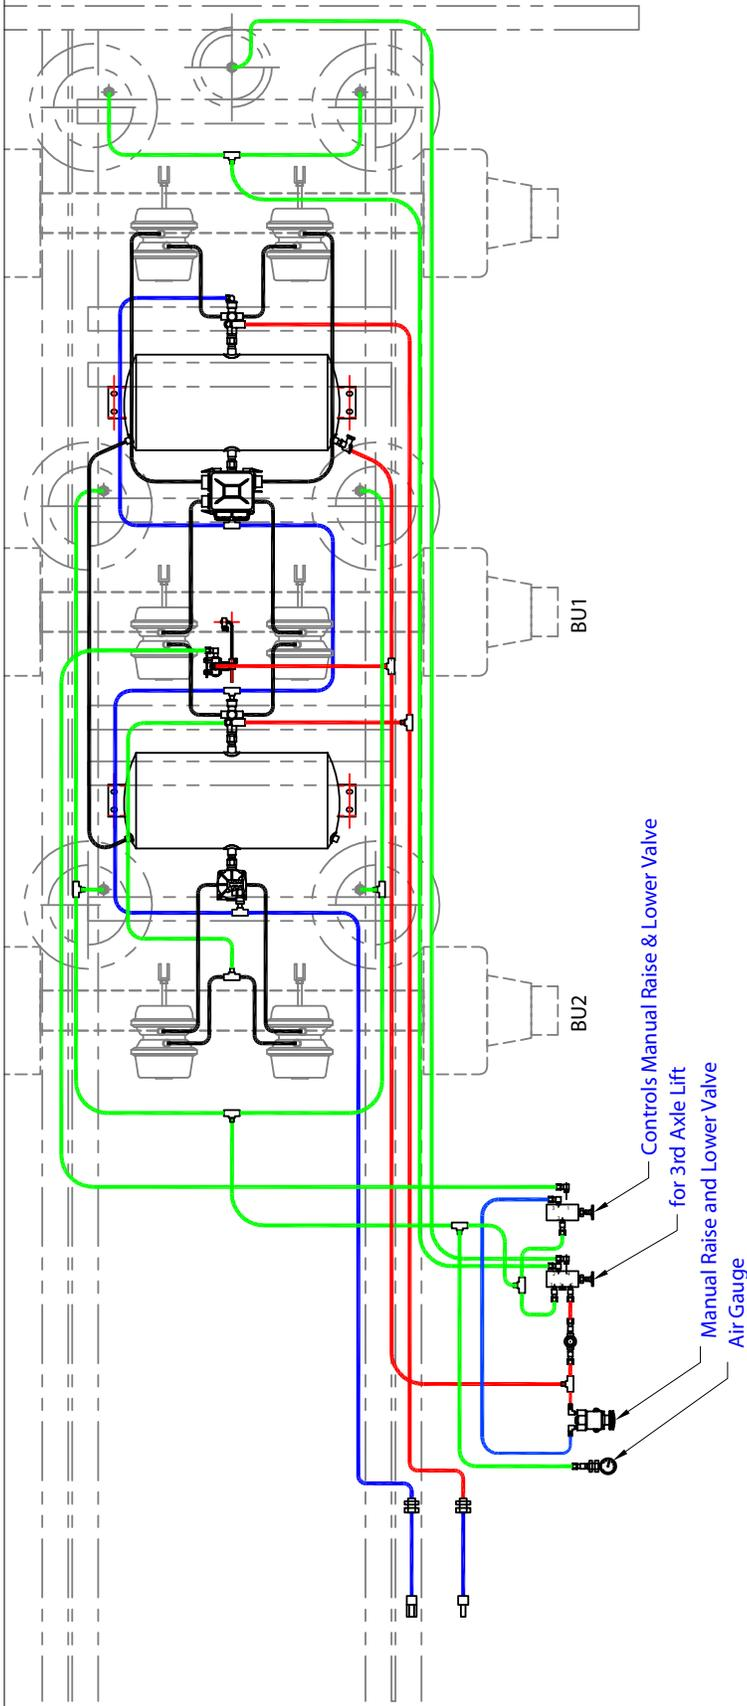 BU1
BU2
Controls Manual Raise & Lower Valve
for 3rd Axle Lift
Manual Raise and Lower Valve
Air Gauge